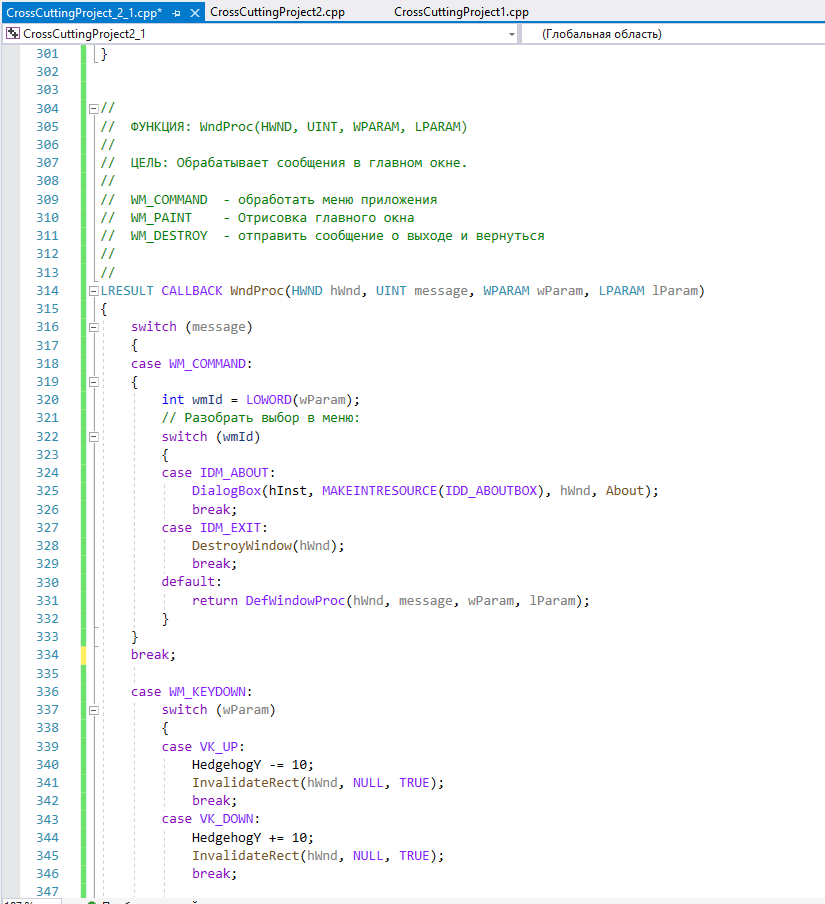 CrossCuttingProject_2_1.cpp* CrossCuttingProject2.cpp CrossCuttingProject1.cpp
CrossCuttingProject2_1 (Глобальная область)
301 }
302
303
304 //
305 //  ФУНКЦИЯ: WndProc(HWND, UINT, WPARAM, LPARAM)
306 //
307 //  ЦЕЛЬ: Обрабатывает сообщения в главном окне.
308 //
309 //  WM_COMMAND  - обработать меню приложения
310 //  WM_PAINT    - Отрисовка главного окна
311 //  WM_DESTROY  - отправить сообщение о выходе и вернуться
312 //
313 //
314 LRESULT CALLBACK WndProc(HWND hWnd, UINT message, WPARAM wParam, LPARAM lParam)
315 {
316     switch (message)
317     {
318     case WM_COMMAND:
319     {
320         int wmId = LOWORD(wParam);
321         // Разобрать выбор в меню:
322         switch (wmId)
323         {
324         case IDM_ABOUT:
325             DialogBox(hInst, MAKEINTRESOURCE(IDD_ABOUTBOX), hWnd, About);
326             break;
327         case IDM_EXIT:
328             DestroyWindow(hWnd);
329             break;
330         default:
331             return DefWindowProc(hWnd, message, wParam, lParam);
332         }
333     }
334     break;
335
336     case WM_KEYDOWN:
337         switch (wParam)
338         {
339         case VK_UP:
340             HedgehogY -= 10;
341             InvalidateRect(hWnd, NULL, TRUE);
342             break;
343         case VK_DOWN:
344             HedgehogY += 10;
345             InvalidateRect(hWnd, NULL, TRUE);
346             break;
347